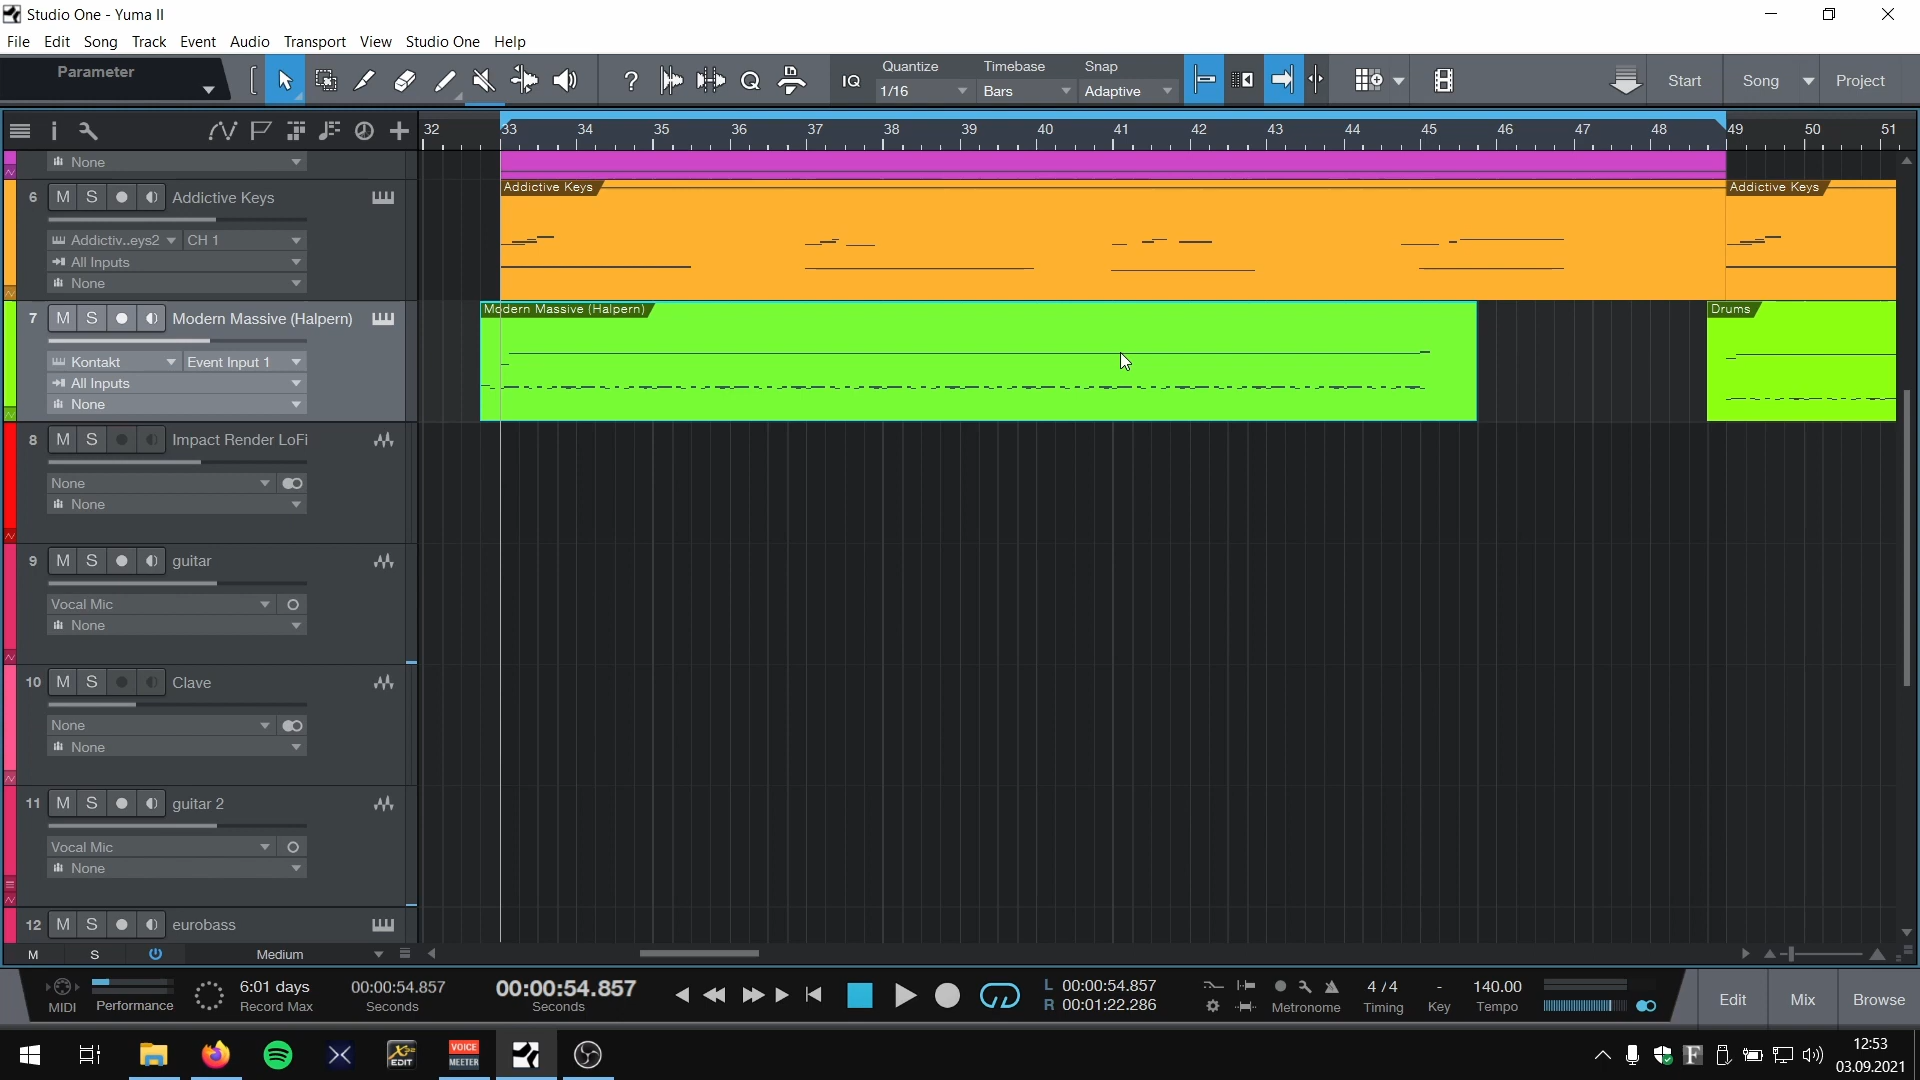 Studio One - Yuma II
File Edit Song Track Event Audio Transport View Studio One Help
Parameter
? Q IQ
Quantize Timebase Snap
1/16 Bars Adaptive
Start Song Project
32 33 34 35 36 37 38 39 40 41 42 43 44 45 46 47 48 49 50 51
None
6 M S Addictive Keys
Addictiv..eys2 CH 1
All Inputs
None
Addictive Keys Addictive Keys
7 M S Modern Massive (Halpern)
Kontakt Event Input 1
All Inputs
None
Modern Massive (Halpern) Drums
8 M S Impact Render LoFi
None
None
9 M S guitar
Vocal Mic
None
10 M S Clave
None
None
11 M S guitar 2
Vocal Mic
None
12 M S eurobass
M S Medium
MIDI Performance
6:01 days
Record Max
00:00:54.857
Seconds
00:00:54.857
Seconds
L 00:00:54.857
R 00:01:22.286
Metronome
4 / 4
Timing
-
Key
140.00
Tempo
Edit Mix Browse
EDIT
VOICE
MEETER
F
12:53
03.09.2021